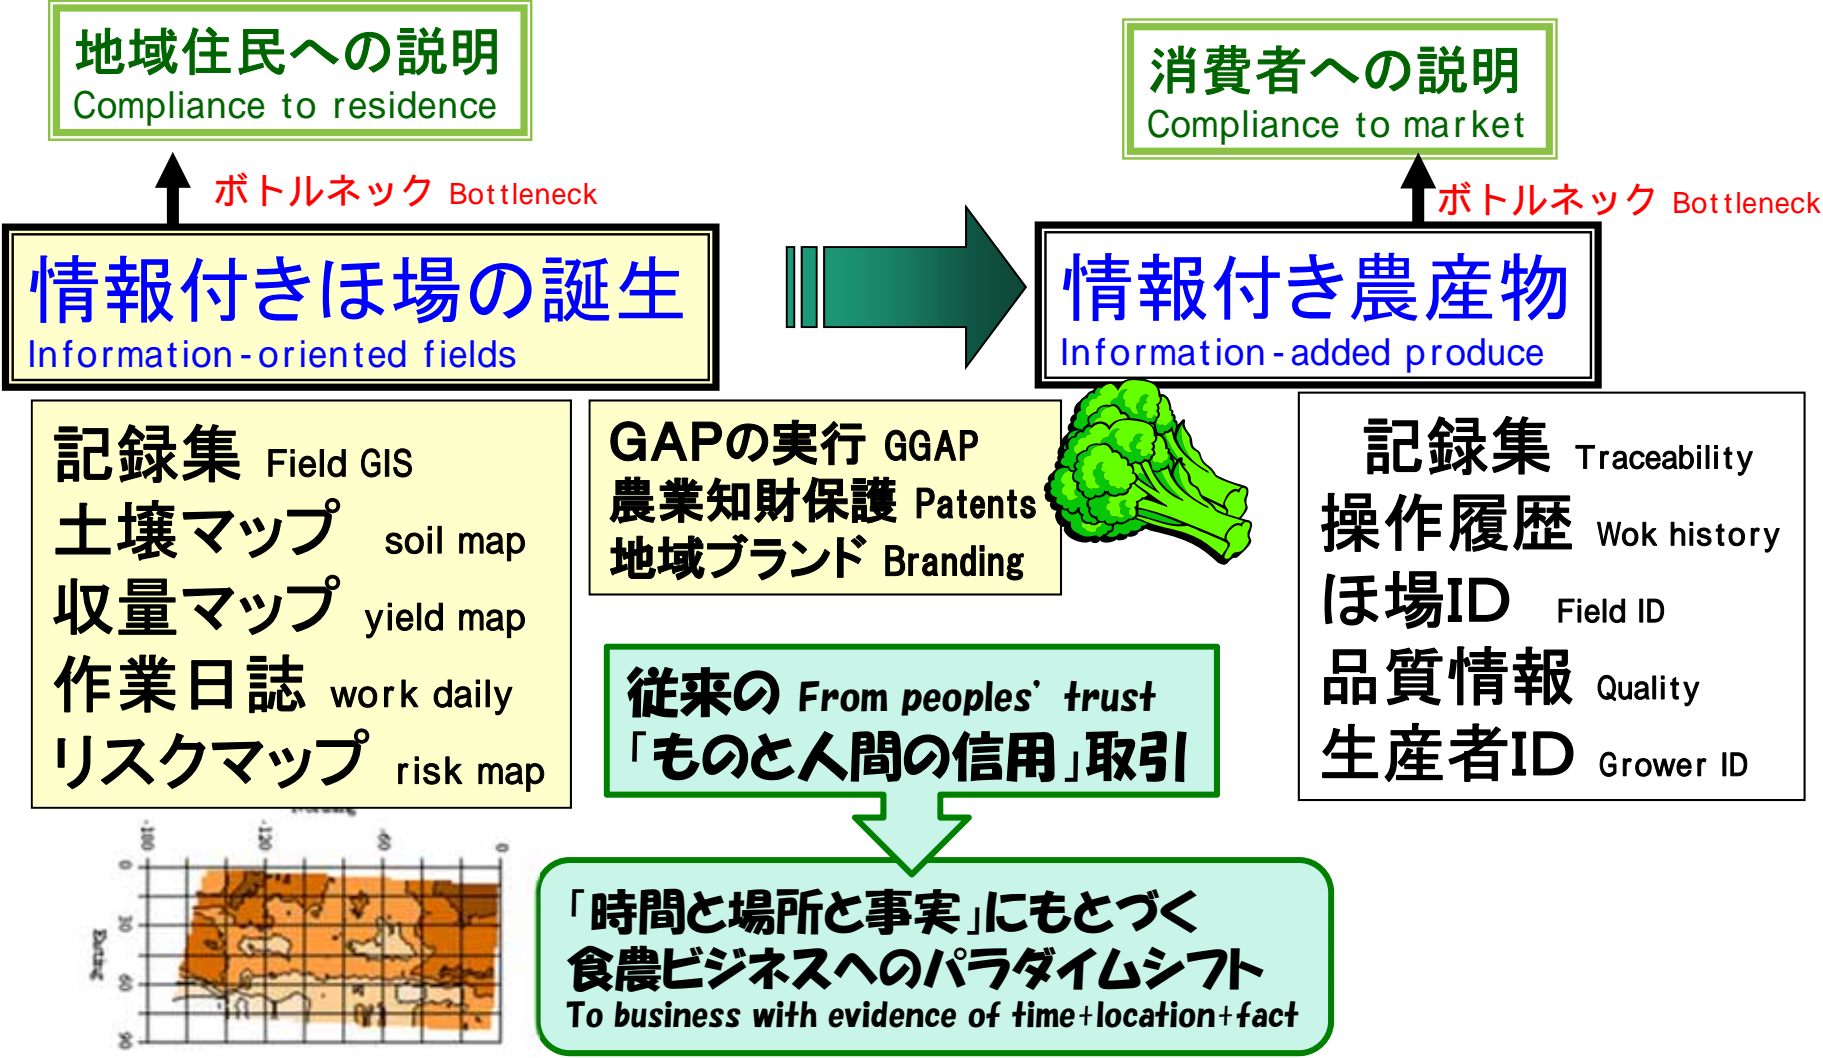 地域住民への説明
Compliance to residence
消費者への説明
Compliance to market
ボトルネック Bottleneck
ボトルネック Bottleneck
情報付きほ場の誕生
Information-oriented fields
情報付き農産物
Information-added produce
記録集 Field GIS
土壌マップ soil map
収量マップ yield map
作業日誌 work daily
リスクマップ risk map
GAPの実行 GGAP
農業知財保護 Patents
地域ブランド Branding
記録集 Traceability
操作履歴 Wok history
ほ場ID Field ID
品質情報 Quality
生産者ID Grower ID
従来の From peoples' trust
「ものと人間の信用」取引
「時間と場所と事実」にもとづく
食農ビジネスへのパラダイムシフト
To business with evidence of time+location+fact
-180 -120 -60 0
0
30
60
90
Easting